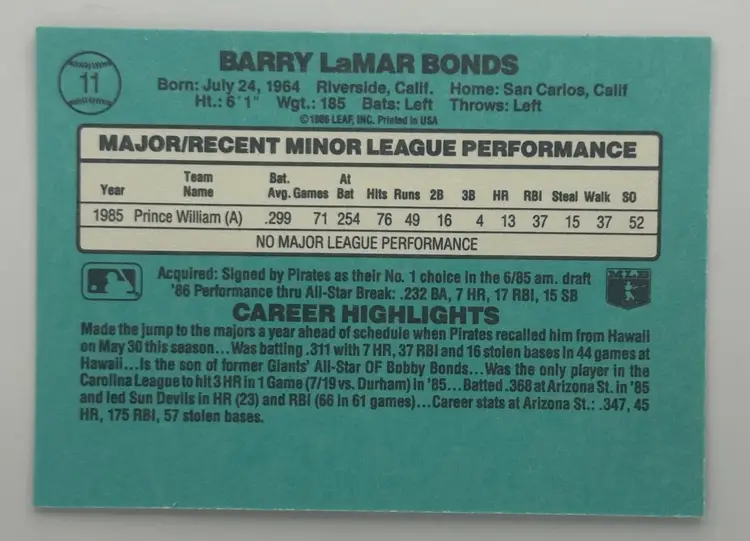 11
BARRY LaMAR BONDS
Born: July 24, 1964 Riverside, Calif. Home: San Carlos, Calif
Ht.: 6'1" Wgt.: 185 Bats: Left Throws: Left
©1986 LEAF, INC. Printed in USA
MAJOR/RECENT MINOR LEAGUE PERFORMANCE
Team Bat. At
Year Name Avg. Games Bat Hits Runs 2B 3B HR RBI Steal Walk SO
1985 Prince William (A) .299 71 254 76 49 16 4 13 37 15 37 52
NO MAJOR LEAGUE PERFORMANCE
Acquired: Signed by Pirates as their No. 1 choice in the 6/85 am. draft
'86 Performance thru All-Star Break: .232 BA, 7 HR, 17 RBI, 15 SB
MLB
CAREER HIGHLIGHTS
Made the jump to the majors a year ahead of schedule when Pirates recalled him from Hawaii
on May 30 this season...Was batting .311 with 7 HR, 37 RBI and 16 stolen bases in 44 games at
Hawaii...Is the son of former Giants' All-Star OF Bobby Bonds...Was the only player in the
Carolina League to hit 3 HR in 1 Game (7/19 vs. Durham) in '85...Batted .368 at Arizona St. in '85
and led Sun Devils in HR (23) and RBI (66 in 61 games)...Career stats at Arizona St.: .347, 45
HR, 175 RBI, 57 stolen bases.